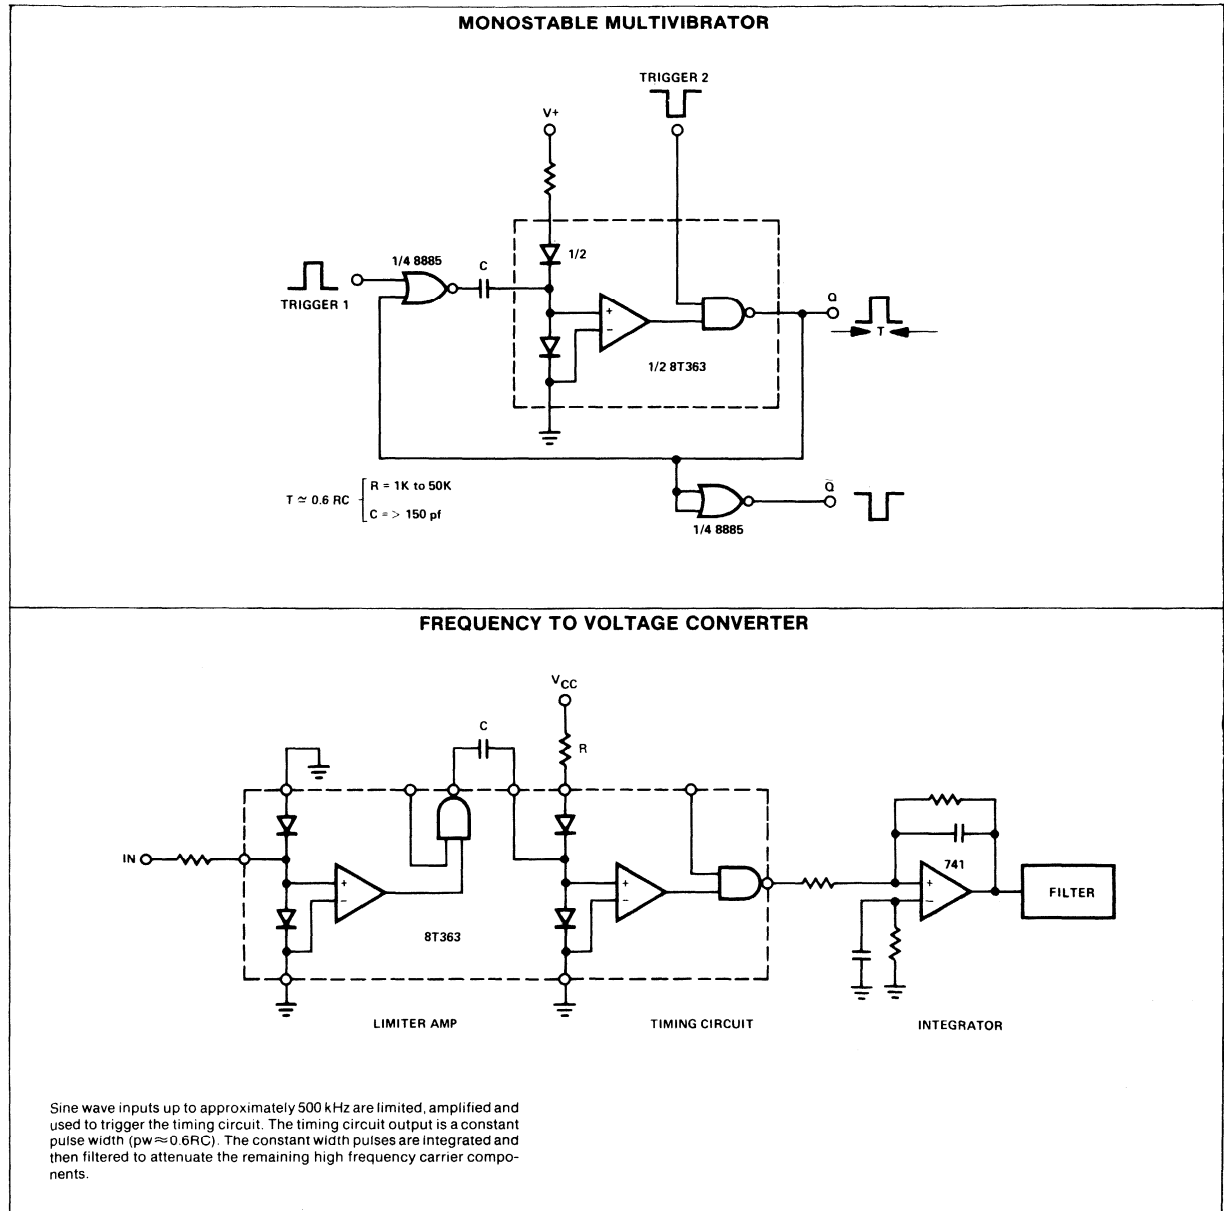 MONOSTABLE MULTIVIBRATOR
TRIGGER 2
V+
1/2
1/4 8885
C
TRIGGER 1
+
−
1/2 8T363
Q
T
T ≃ 0.6 RC
R = 1K to 50K
C = > 150 pf
Q̄
1/4 8885
FREQUENCY TO VOLTAGE CONVERTER
VCC
C
R
IN
+
−
8T363
+
−
741
+
−
FILTER
LIMITER AMP
TIMING CIRCUIT
INTEGRATOR
Sine wave inputs up to approximately 500 kHz are limited, amplified and
used to trigger the timing circuit. The timing circuit output is a constant
pulse width (pw≈0.6RC). The constant width pulses are integrated and
then filtered to attenuate the remaining high frequency carrier compo-
nents.